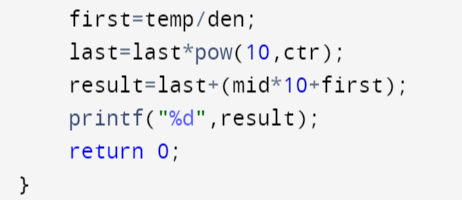 first=temp/den;
last=last*pow(10,ctr);
result=last+(mid*10+first);
printf("%d",result);
return 0;
}